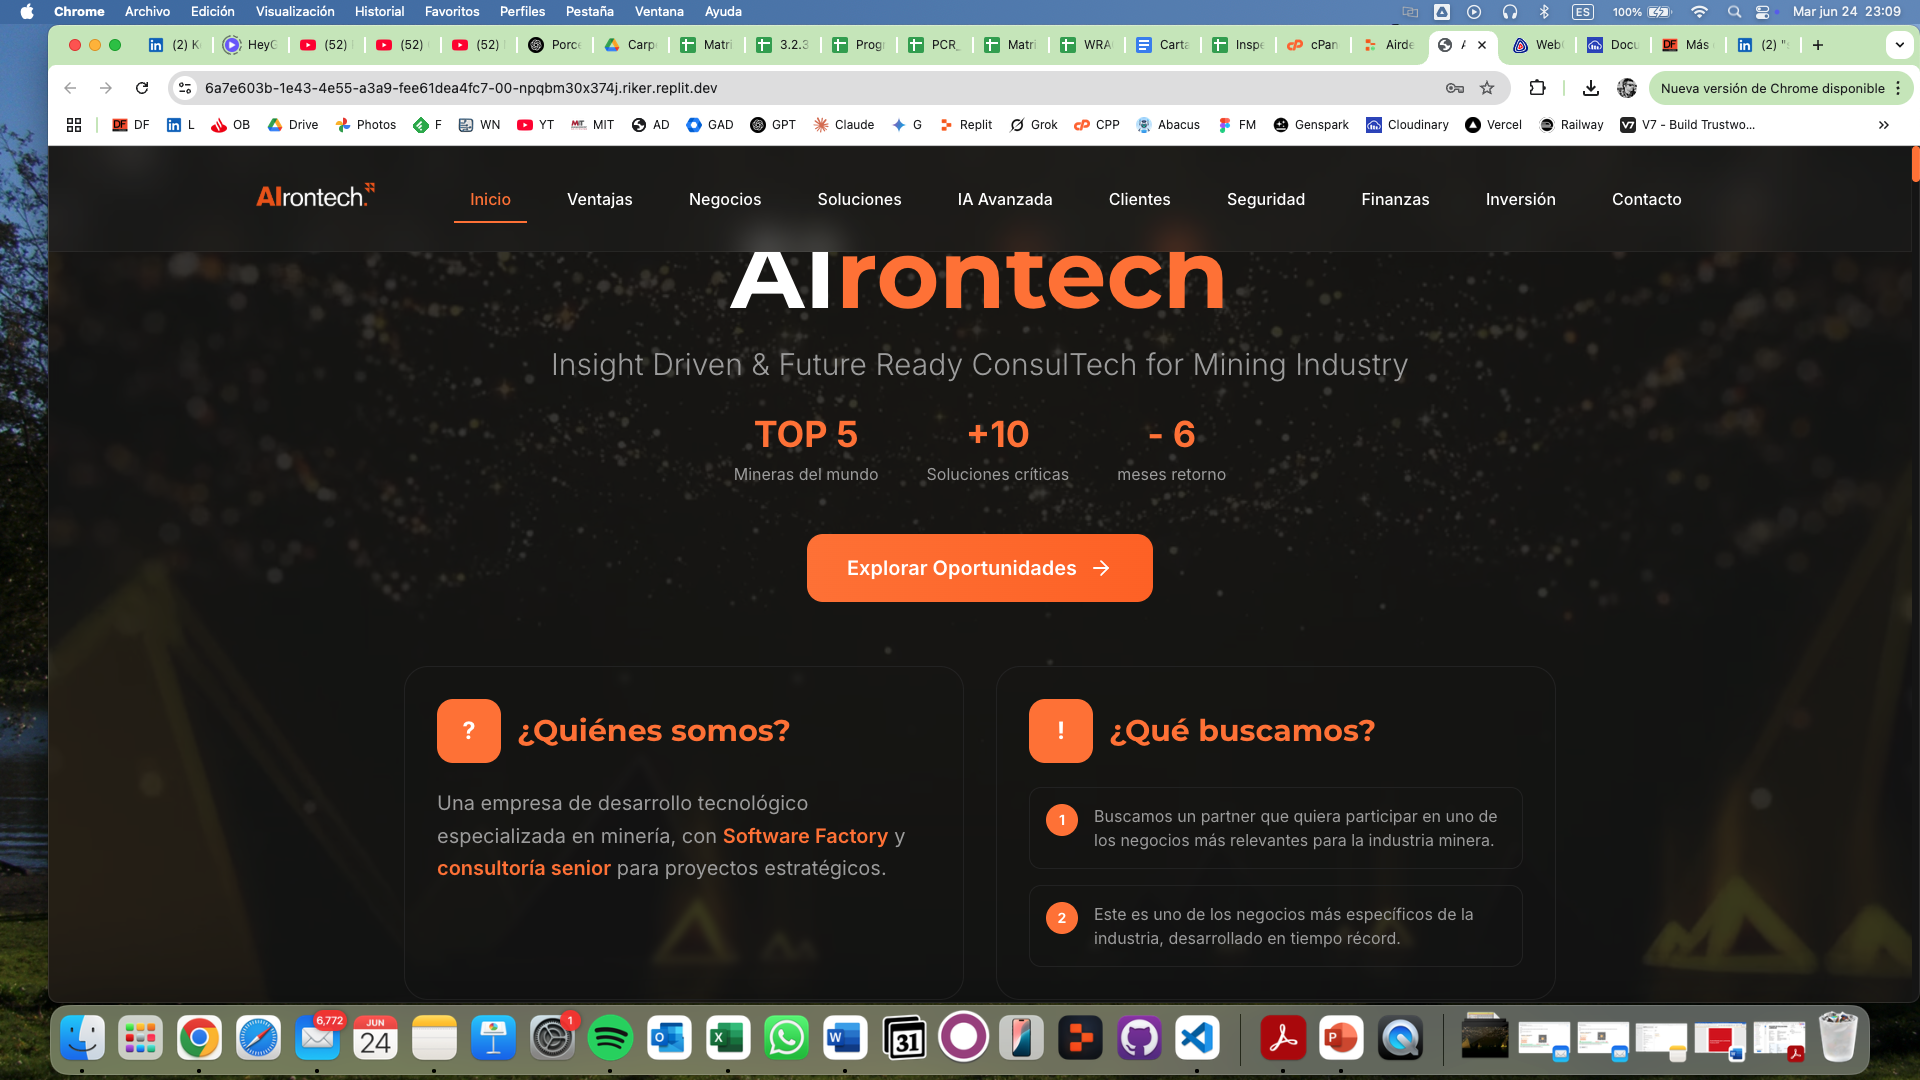 Chrome Archivo Edición Visualización Historial Favoritos Perfiles Pestaña Ventana Ayuda ES 100% Mar jun 24 23:09
(2) HeyG (52) (52) (52) Porce Carp Matri 3.2.3 Progr PCR_ Matri WRA Carta Inspe cPan Airde Web Docu DF Más (2)
6a7e603b-1e43-4e55-a3a9-fee61dea4fc7-00-npqbm30x374j.riker.replit.dev Nueva versión de Chrome disponible
DF DF L OB Drive Photos F WN YT MIT MIT AD GAD GPT Claude G Replit Grok CPP Abacus FM Genspark Cloudinary Vercel Railway V7 V7 - Build Trustwo...
AIrontech. Inicio Ventajas Negocios Soluciones IA Avanzada Clientes Seguridad Finanzas Inversión Contacto
AIrontech
Insight Driven & Future Ready ConsulTech for Mining Industry
TOP 5 +10 - 6
Mineras del mundo Soluciones críticas meses retorno
Explorar Oportunidades →
? ¿Quiénes somos?
Una empresa de desarrollo tecnológico
especializada en minería, con Software Factory y
consultoría senior para proyectos estratégicos.
! ¿Qué buscamos?
1 Buscamos un partner que quiera participar en uno de
los negocios más relevantes para la industria minera.
2 Este es uno de los negocios más específicos de la
industria, desarrollado en tiempo récord.
6,772 JUN 24 1 31